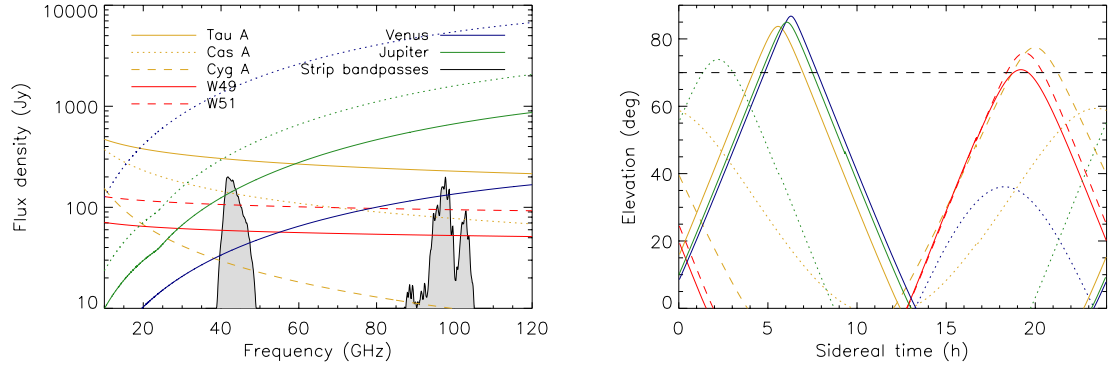 10000
1000
100
10
Flux density (Jy)
Tau A
Cas A
Cyg A
W49
W51
Venus
Jupiter
Strip bandpasses
20 40 60 80 100 120
Frequency (GHz)
80
60
40
20
0
Elevation (deg)
0 5 10 15 20
Sidereal time (h)